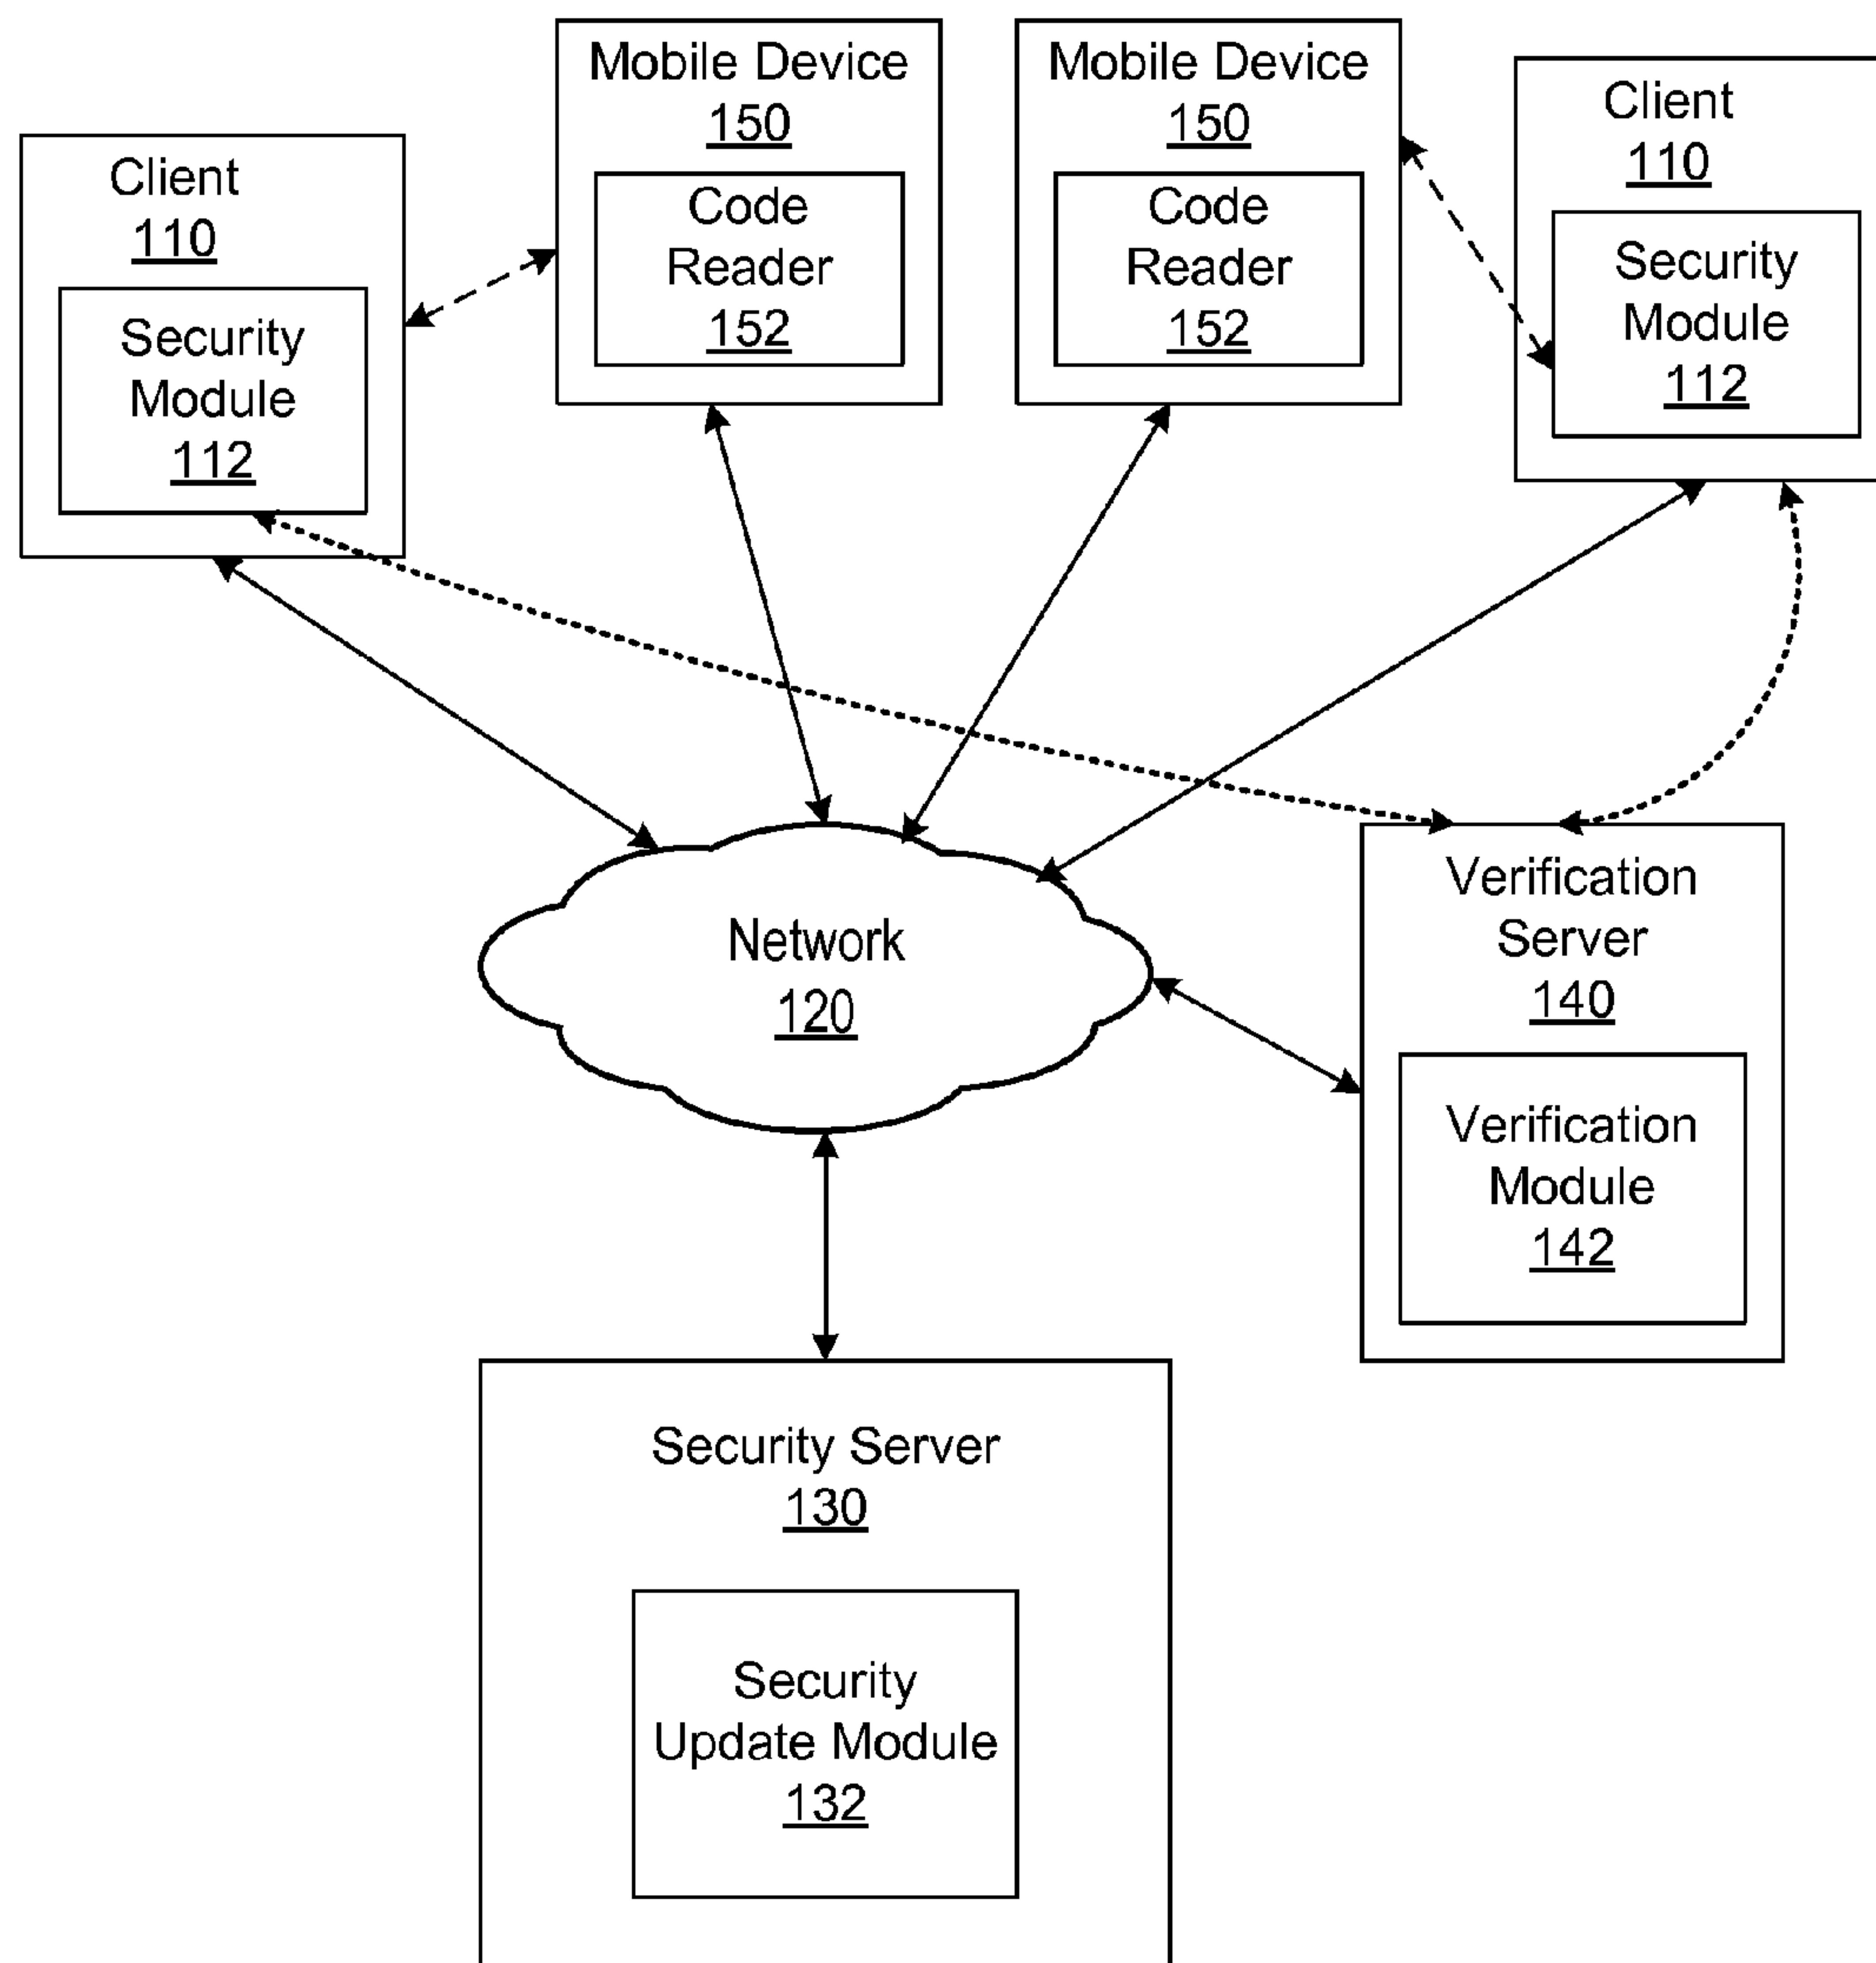 Mobile Device
150
Code
Reader
152
Mobile Device
150
Code
Reader
152
Client
110
Security
Module
112
Client
110
Security
Module
112
Network
120
Verification
Server
140
Verification
Module
142
Security Server
130
Security
Update Module
132